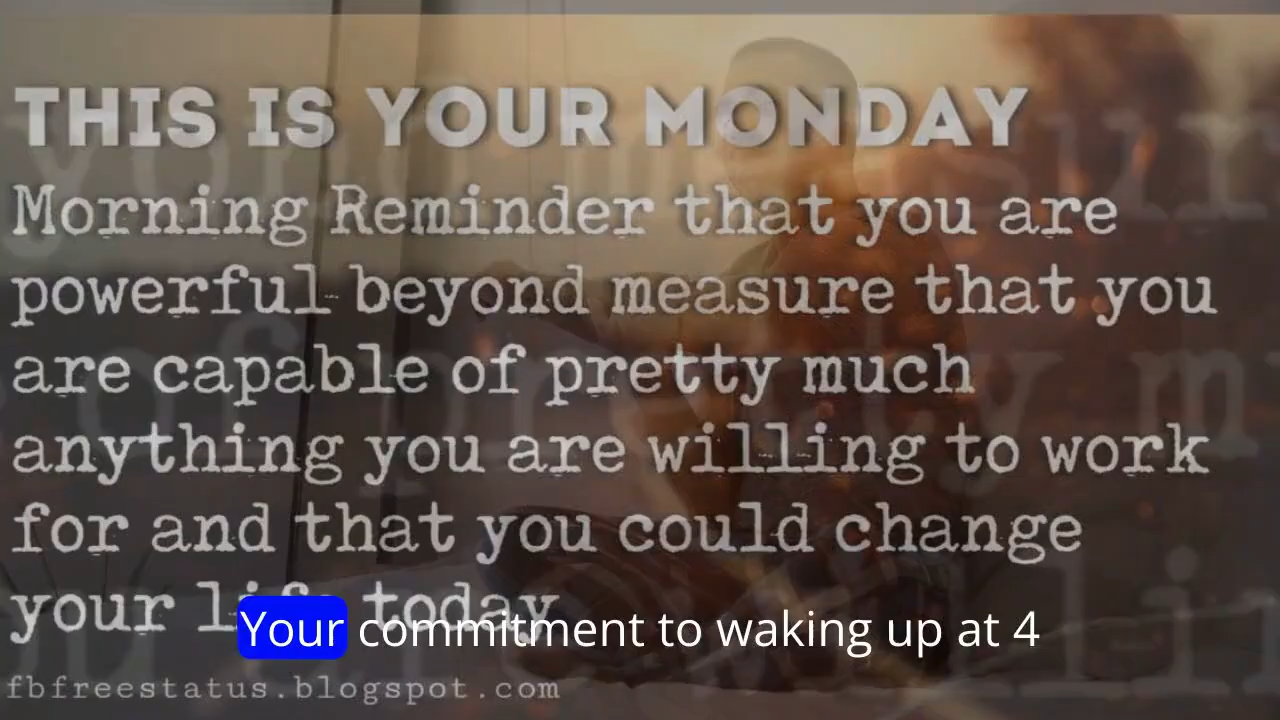 THIS IS YOUR MONDAY
Morning Reminder that you are
powerful beyond measure that you
are capable of pretty much
anything you are willing to work
for and that you could change
your life today
Your commitment to waking up at 4
fbfreestatus.blogspot.com